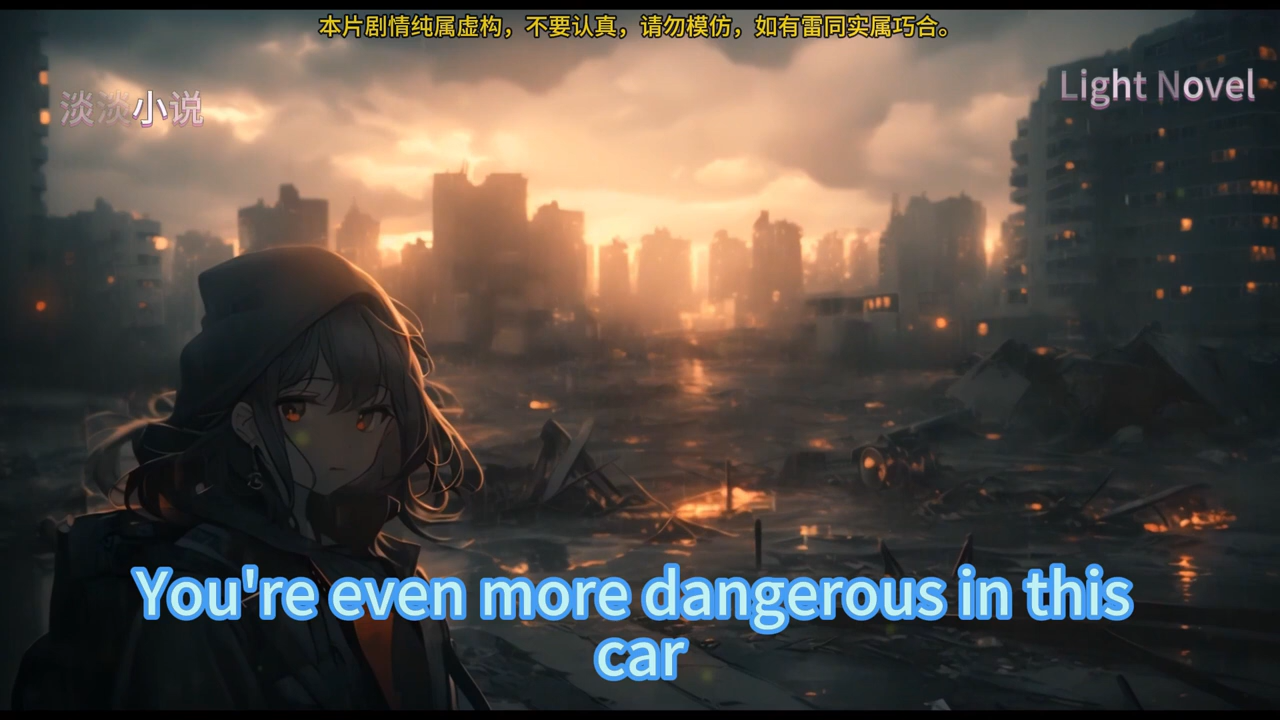 本片剧情纯属虚构，不要认真，请勿模仿，如有雷同实属巧合。
淡淡小说
Light Novel
You're even more dangerous in this
car